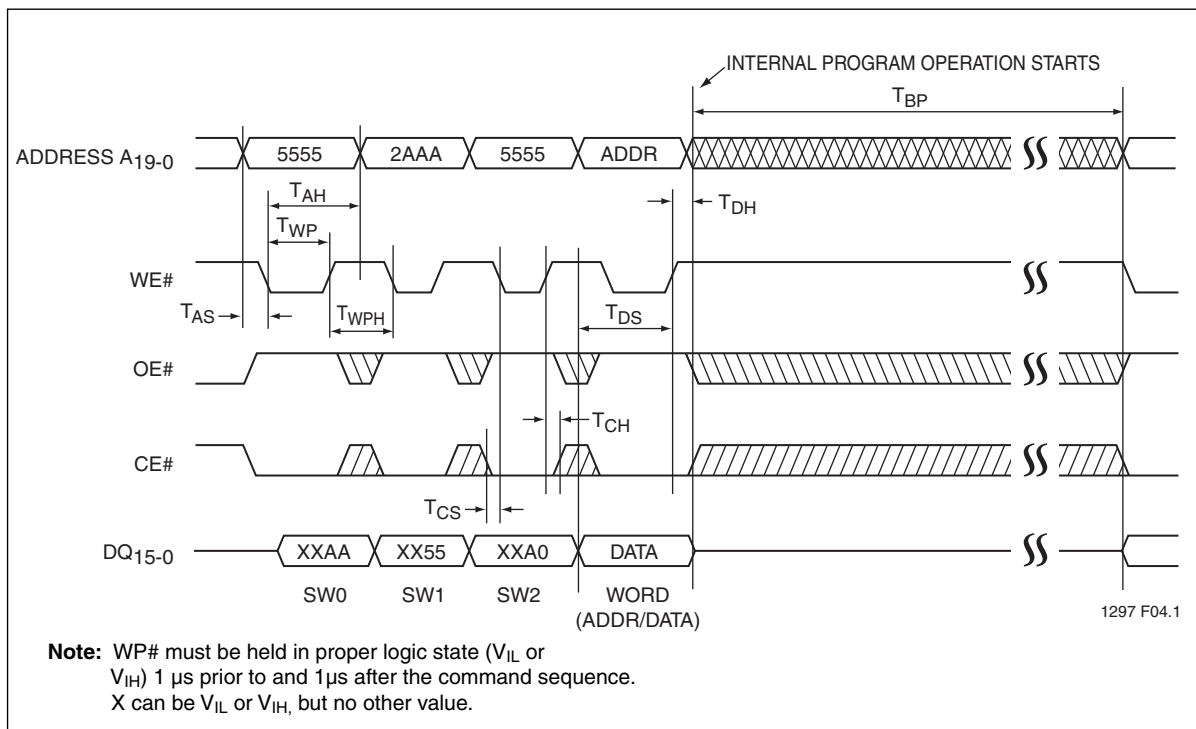 INTERNAL PROGRAM OPERATION STARTS
TBP
ADDRESS A19-0
5555
2AAA
5555
ADDR
TAH
TDH
TWP
WE#
TAS
TWPH
TDS
OE#
TCH
CE#
TCS
DQ15-0
XXAA
XX55
XXA0
DATA
SW0
SW1
SW2
WORD
(ADDR/DATA)
1297 F04.1
Note: WP# must be held in proper logic state (VIL or
VIH) 1 µs prior to and 1µs after the command sequence.
X can be VIL or VIH, but no other value.